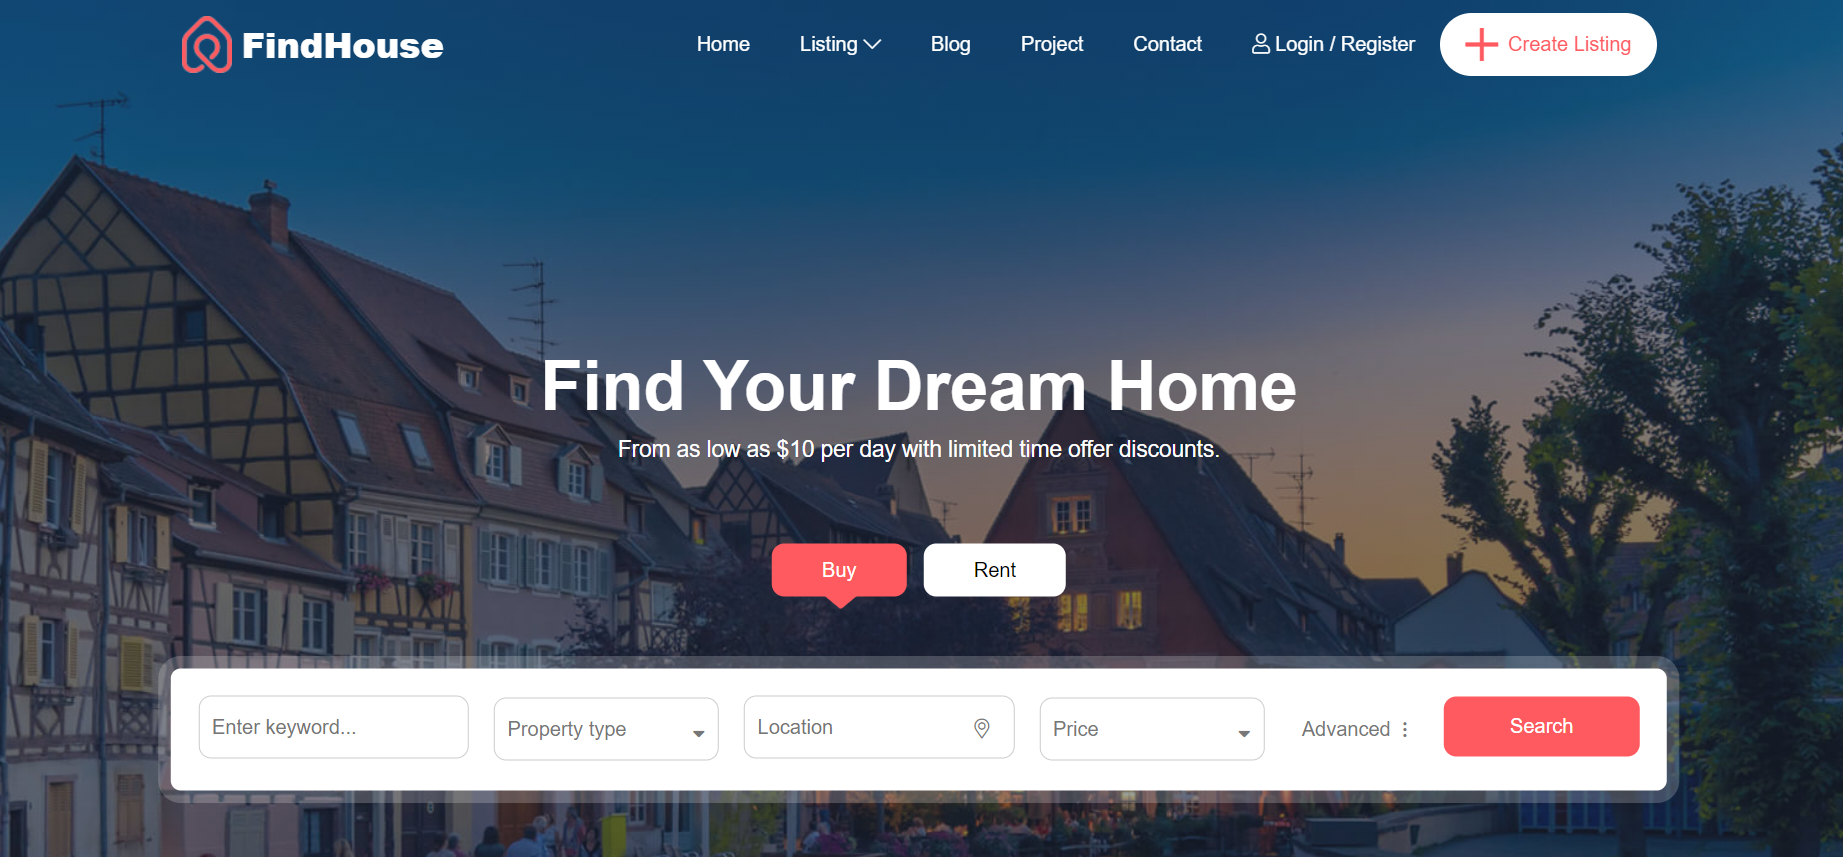 FindHouse
Home Listing Blog Project Contact Login / Register Create Listing
Find Your Dream Home
From as low as $10 per day with limited time offer discounts.
Buy Rent
Enter keyword... Property type Location Price Advanced Search